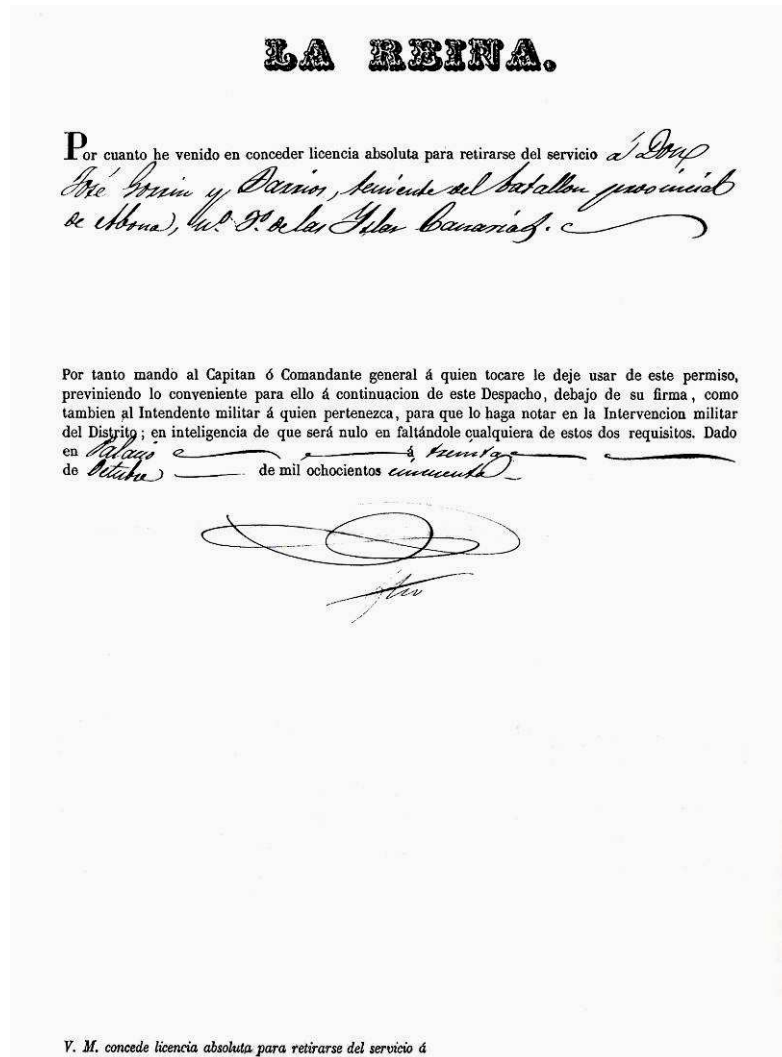 LA REINA.
Por cuanto he venido en conceder licencia absoluta para retirarse del servicio á Don
José Gorrin y Barrios, teniente del batallon provincial
de Abona, nº. 3º. de las Yslas Canarias.
Por tanto mando al Capitan ó Comandante general á quien tocare le deje usar de este permiso,
previniendo lo conveniente para ello á continuacion de este Despacho, debajo de su firma, como
tambien al Intendente militar á quien pertenezca, para que lo haga notar en la Intervencion militar
del Distrito; en inteligencia de que será nulo en faltándole cualquiera de estos dos requisitos. Dado
en Palacio á treinta
de Octubre de mil ochocientos cincuenta
V. M. concede licencia absoluta para retirarse del servicio á